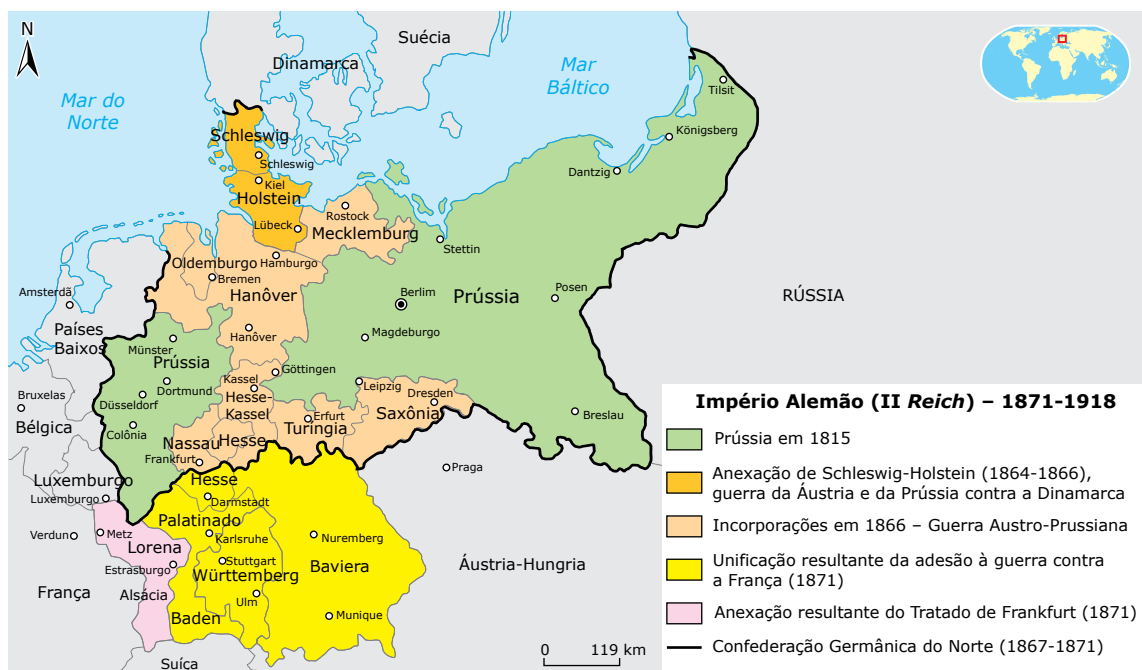 N
Suécia
Dinamarca
Mar do
Norte
Mar
Báltico
Tilsit
Königsberg
Dantzig
Schleswig
Schleswig
Kiel
Holstein
Lübeck
Rostock
Mecklemburg
Stettin
Hamburgo
Oldemburgo
Bremen
Hanôver
Hanôver
Berlim
Prússia
Posen
RÚSSIA
Amsterdã
Países
Baixos
Magdeburgo
Münster
Prússia
Göttingen
Dortmund
Düsseldorf
Colônia
Kassel
Hesse-
Kassel
Leipzig
Dresden
Saxônia
Erfurt
Turingia
Breslau
Bruxelas
Bélgica
Nassau
Hesse
Frankfurt
Praga
Luxemburgo
Luxemburgo
Hesse
Darmstadt
Palatinado
Karlsruhe
Nuremberg
Verdun
Metz
Lorena
Estrasburgo
Stuttgart
Württemberg
Baviera
Áustria-Hungria
França
Alsácia
Ulm
Baden
Munique
Suíça
0 119 km
Império Alemão (II Reich) – 1871-1918
Prússia em 1815
Anexação de Schleswig-Holstein (1864-1866),
guerra da Áustria e da Prússia contra a Dinamarca
Incorporações em 1866 – Guerra Austro-Prussiana
Unificação resultante da adesão à guerra contra
a França (1871)
Anexação resultante do Tratado de Frankfurt (1871)
Confederação Germânica do Norte (1867-1871)